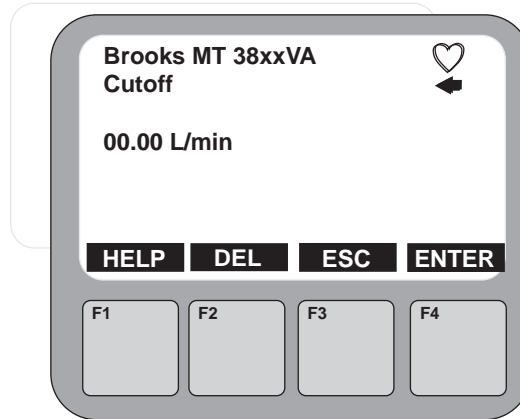 Brooks MT 38xxVA
Cutoff
00.00 L/min
HELP DEL ESC ENTER
F1 F2 F3 F4